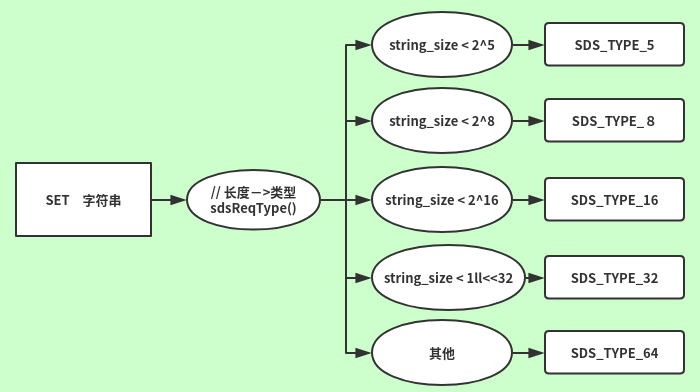 SET 字符串
// 长度－>类型
sdsReqType()
string_size < 2^5
SDS_TYPE_5
string_size < 2^8
SDS_TYPE_ 8
string_size < 2^16
SDS_TYPE_16
string_size < 1ll<<32
SDS_TYPE_32
其他
SDS_TYPE_64